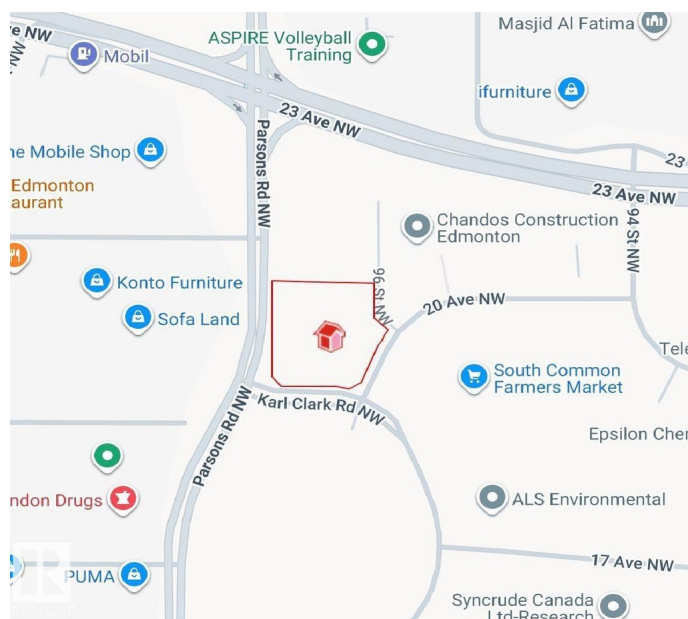 e NW
NW
Mobil
ASPIRE Volleyball
Training
Masjid Al Fatima
ifurniture
23 Ave NW
ne Mobile Shop
Parsons Rd NW
23
23 Ave NW
Edmonton
aurant
94 St NW
Chandos Construction
Edmonton
Konto Furniture
96 St NW
20 Ave NW
Sofa Land
Tele
South Common
Farmers Market
Karl Clark Rd NW
Parsons Rd NW
Epsilon Cher
ndon Drugs
ALS Environmental
17 Ave NW
PUMA
Syncrude Canada
Ltd-Research